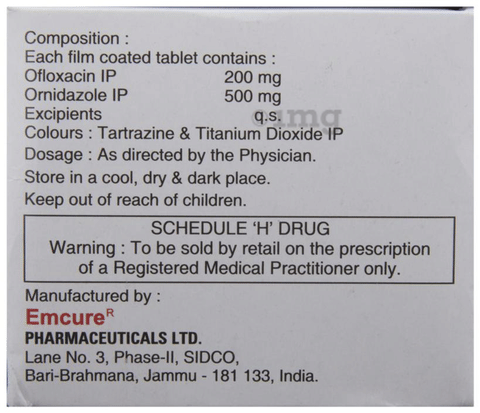 Composition :
Each film coated tablet contains :
Ofloxacin IP 200 mg
Ornidazole IP 500 mg
Excipients q.s.
Colours : Tartrazine & Titanium Dioxide IP
Dosage : As directed by the Physician.
Store in a cool, dry & dark place.
Keep out of reach of children.
SCHEDULE 'H' DRUG
Warning : To be sold by retail on the prescription
of a Registered Medical Practitioner only.
Manufactured by :
Emcure R
PHARMACEUTICALS LTD.
Lane No. 3, Phase-II, SIDCO,
Bari-Brahmana, Jammu - 181 133, India.